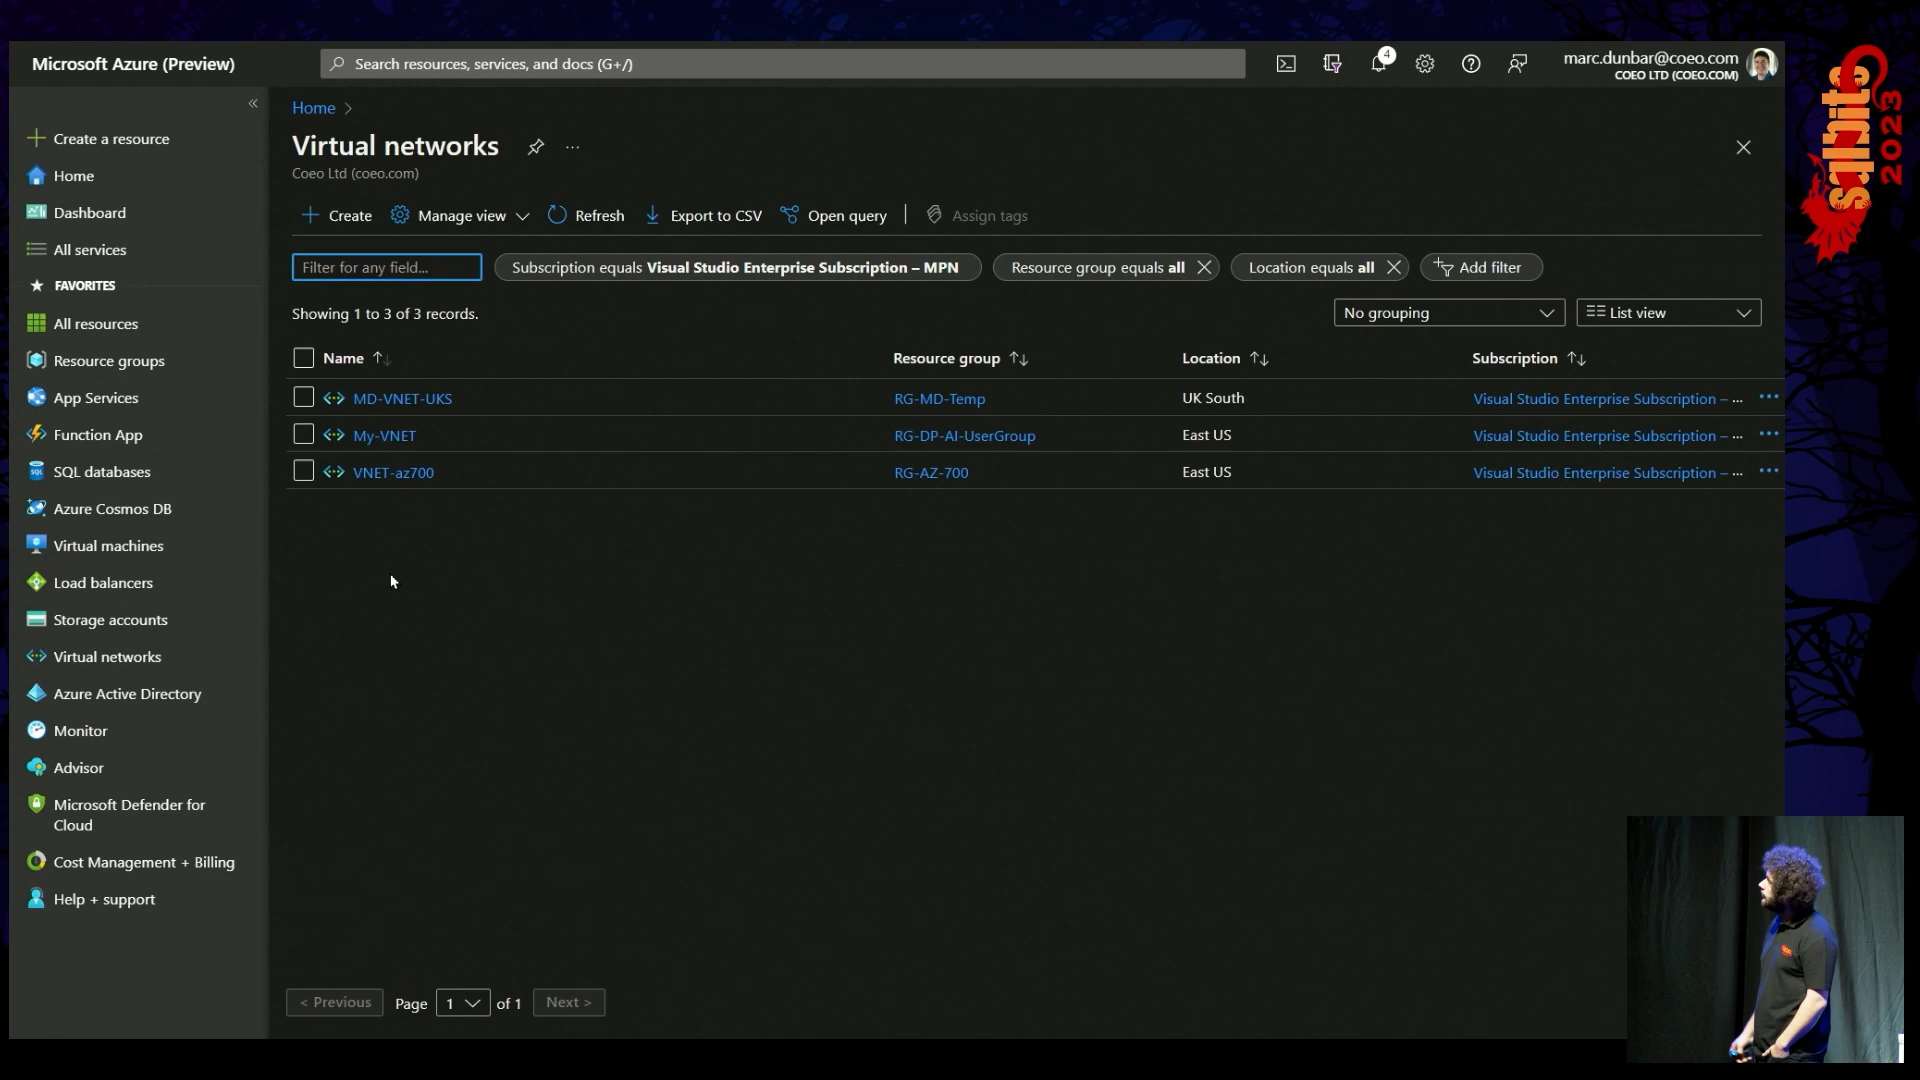 Microsoft Azure (Preview)
Search resources, services, and docs (G+/)
4
marc.dunbar@coeo.com
COEO LTD (COEO.COM)
sqlbits
2023
«
Create a resource
Home
Dashboard
All services
FAVORITES
All resources
Resource groups
App Services
Function App
SQL
SQL databases
Azure Cosmos DB
Virtual machines
Load balancers
Storage accounts
Virtual networks
Azure Active Directory
Monitor
Advisor
Microsoft Defender for
Cloud
Cost Management + Billing
Help + support
Home >
Virtual networks ...
Coeo Ltd (coeo.com)
Create Manage view Refresh Export to CSV Open query | Assign tags
Filter for any field... Subscription equals Visual Studio Enterprise Subscription – MPN Resource group equals all Location equals all Add filter
Showing 1 to 3 of 3 records. No grouping List view
Name Resource group Location Subscription
MD-VNET-UKS RG-MD-Temp UK South Visual Studio Enterprise Subscription – ... ...
My-VNET RG-DP-AI-UserGroup East US Visual Studio Enterprise Subscription – ... ...
VNET-az700 RG-AZ-700 East US Visual Studio Enterprise Subscription – ... ...
< Previous Page 1 of 1 Next >